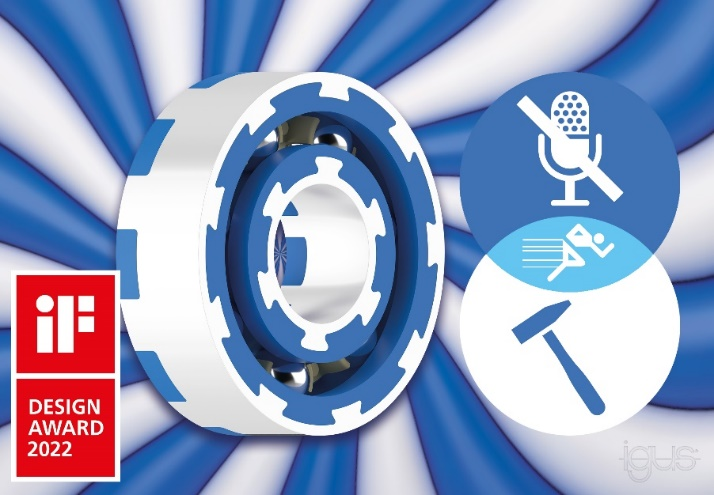 iF
DESIGN
AWARD
2022
igus